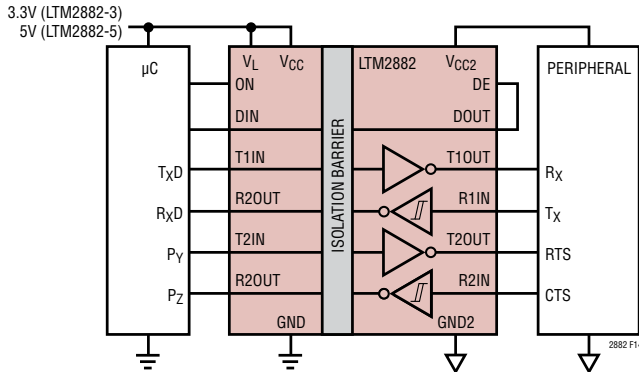 3.3V (LTM2882-3)
5V (LTM2882-5)
µC
VL VCC
LTM2882
VCC2
PERIPHERAL
ON
DE
DIN
DOUT
ISOLATION BARRIER
TXD
T1IN
T1OUT
RX
RXD
R2OUT
R1IN
TX
PY
T2IN
T2OUT
RTS
PZ
R2OUT
R2IN
CTS
GND
GND2